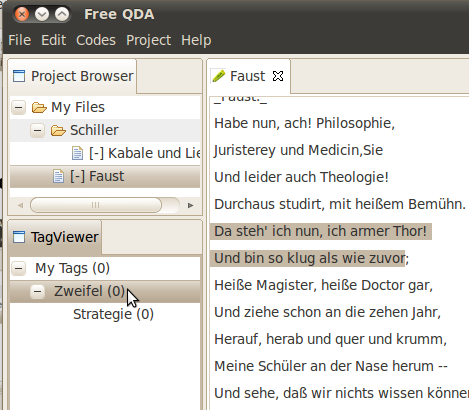 Free QDA
File Edit Codes Project Help
Project Browser
My Files
Schiller
[-] Kabale und Lie
[-] Faust
TagViewer
My Tags (0)
Zweifel (0)
Strategie (0)
Faust
_Faust:_
Habe nun, ach! Philosophie,
Juristerey und Medicin,Sie
Und leider auch Theologie!
Durchaus studirt, mit heißem Bemühn.
Da steh' ich nun, ich armer Thor!
Und bin so klug als wie zuvor;
Heiße Magister, heiße Doctor gar,
Und ziehe schon an die zehen Jahr,
Herauf, herab und quer und krumm,
Meine Schüler an der Nase herum --
Und sehe, daß wir nichts wissen könne